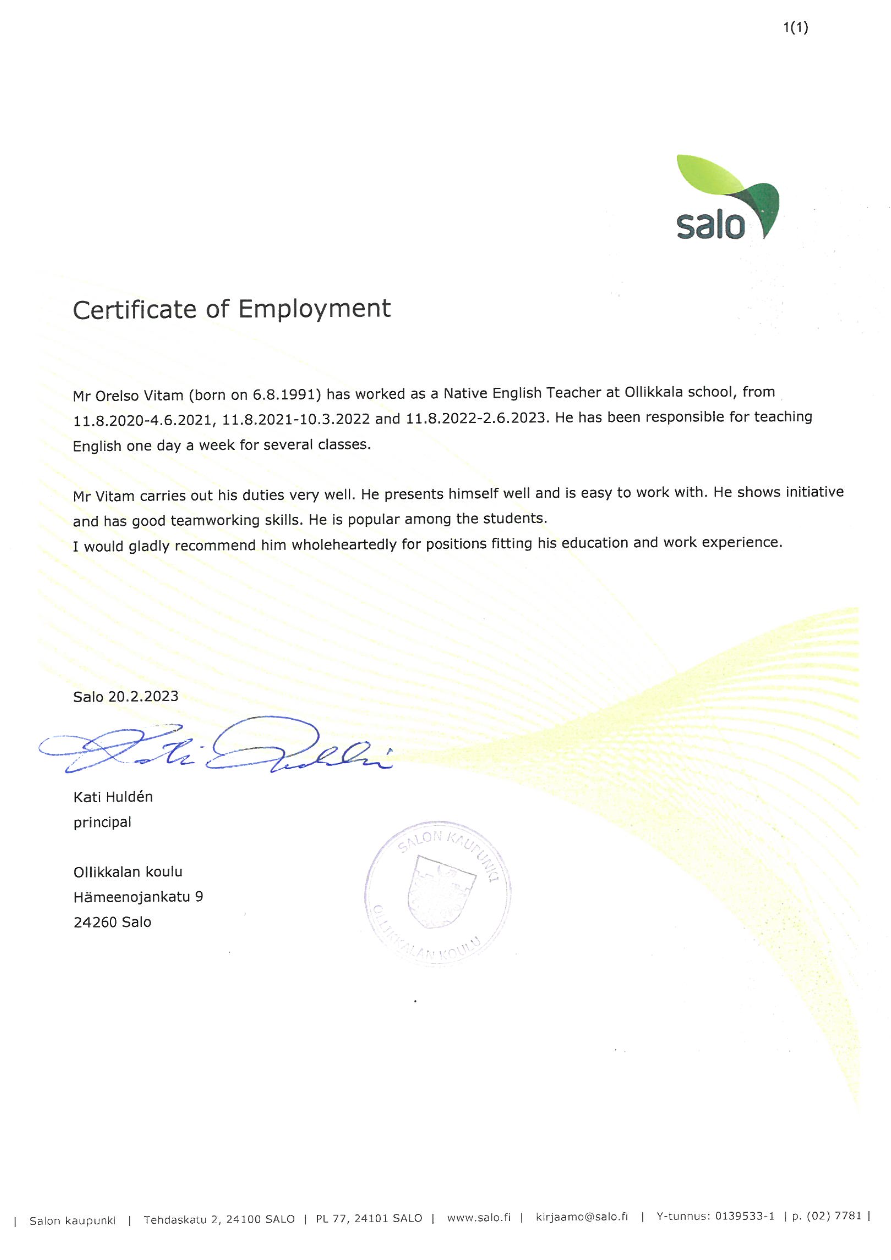 1(1)
salo
Certificate of Employment
Mr Orelso Vitam (born on 6.8.1991) has worked as a Native English Teacher at Ollikkala school, from
11.8.2020-4.6.2021, 11.8.2021-10.3.2022 and 11.8.2022-2.6.2023. He has been responsible for teaching
English one day a week for several classes.
Mr Vitam carries out his duties very well. He presents himself well and is easy to work with. He shows initiative
and has good teamworking skills. He is popular among the students.
I would gladly recommend him wholeheartedly for positions fitting his education and work experience.
Salo 20.2.2023
Kati Huldén
Kati Huldén
principal
SALON KAUPUNKI
OLLIKKALAN KOULU
Ollikkalan koulu
Hämeenojankatu 9
24260 Salo
| Salon kaupunki | Tehdaskatu 2, 24100 SALO | PL 77, 24101 SALO | www.salo.fi | kirjaamo@salo.fi | Y-tunnus: 0139533-1 | p. (02) 7781 |